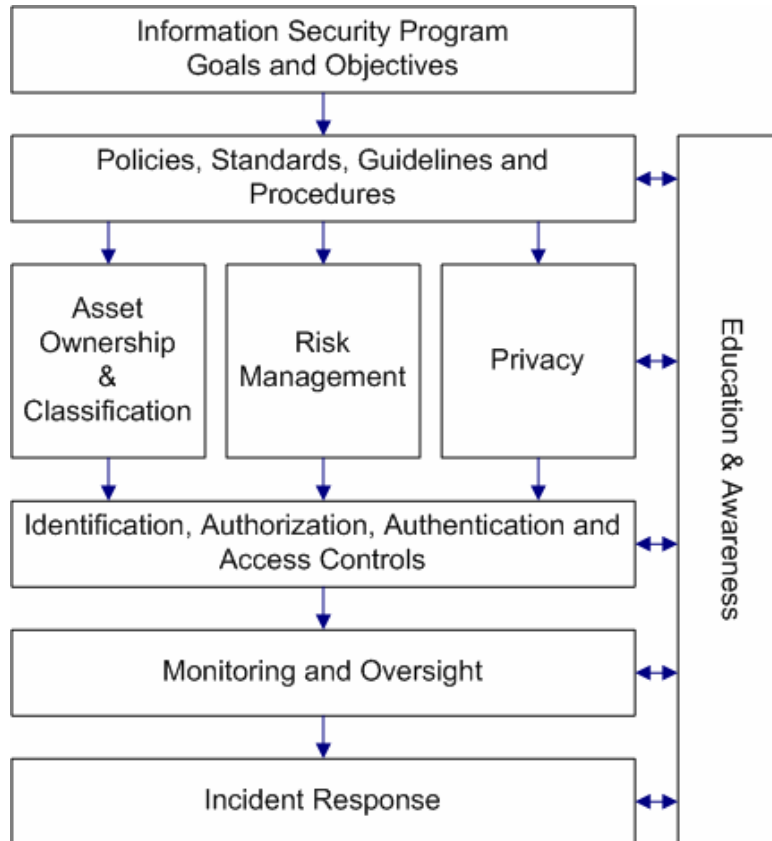 Information Security Program
Goals and Objectives
Policies, Standards, Guidelines and
Procedures
Asset
Ownership
&
Classification
Risk
Management
Privacy
Education & Awareness
Identification, Authorization, Authentication and
Access Controls
Monitoring and Oversight
Incident Response